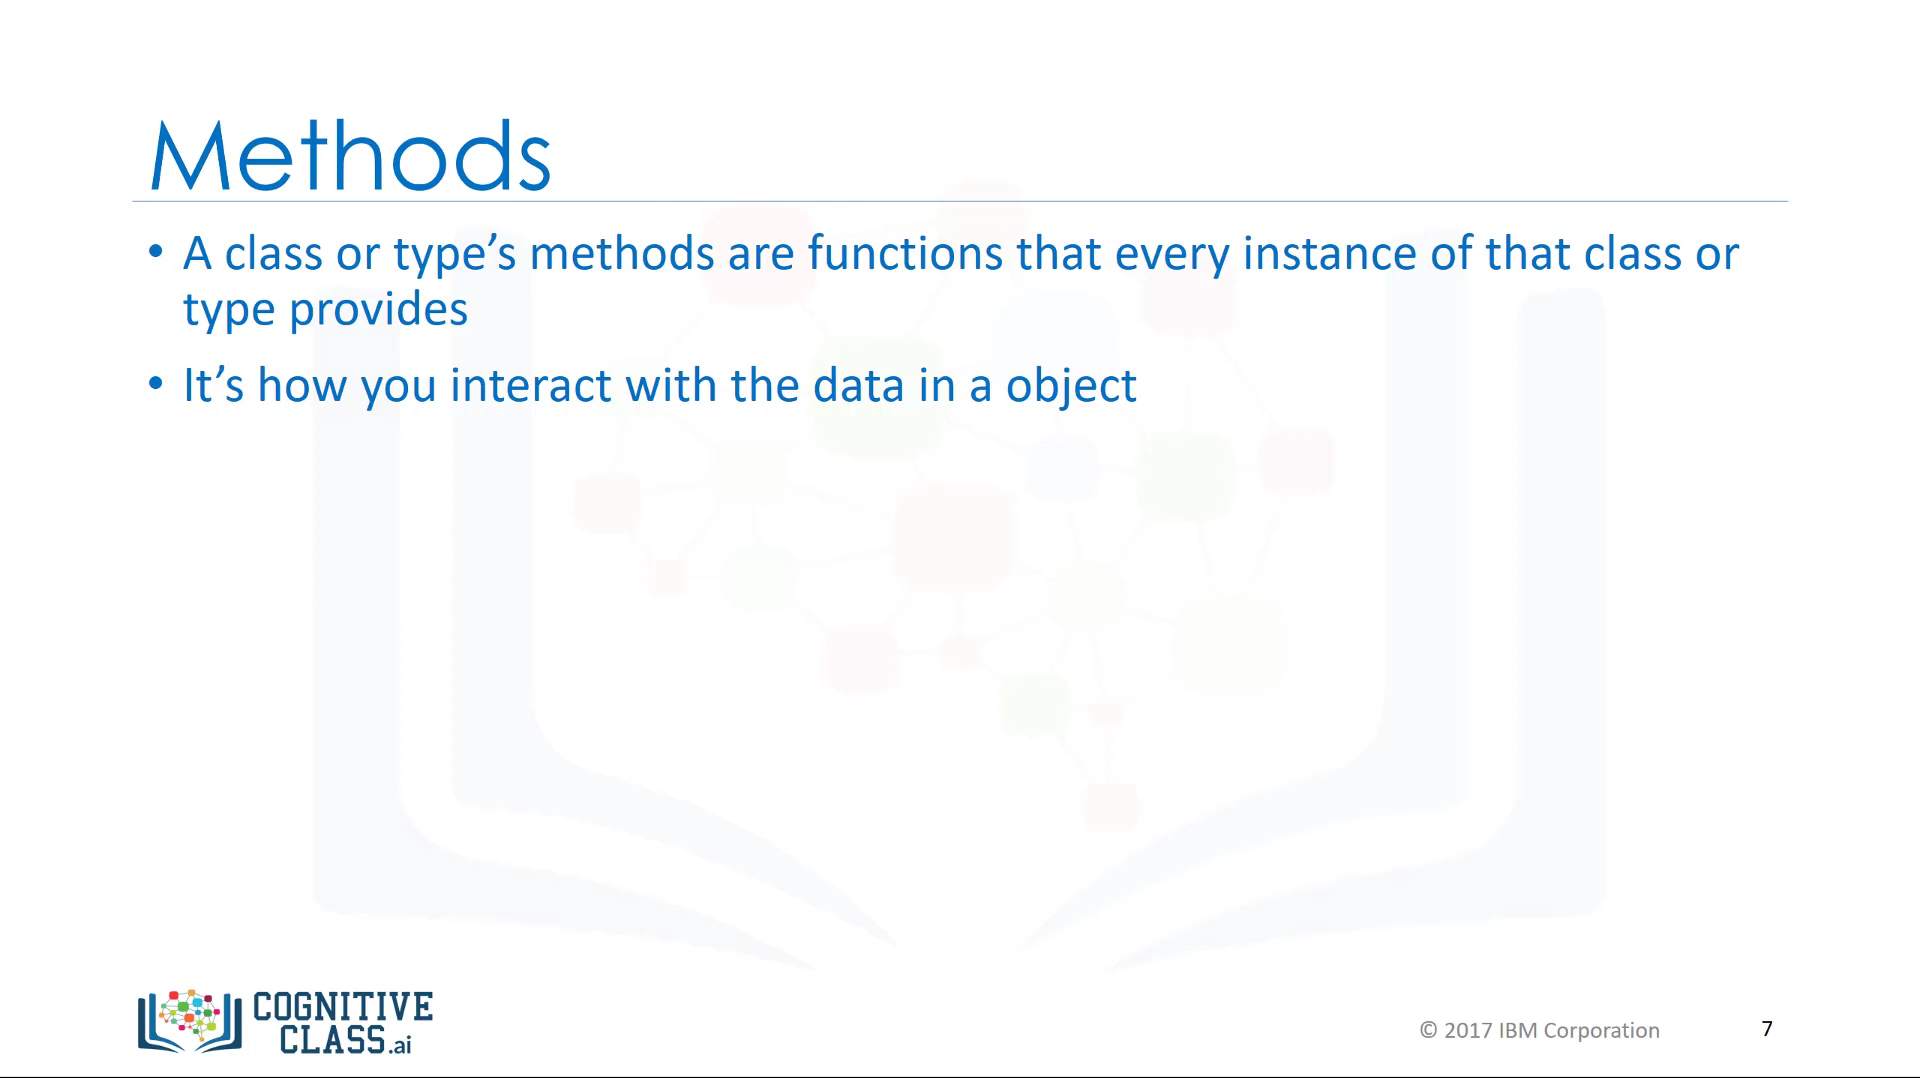 Methods
• A class or type’s methods are functions that every instance of that class or
type provides
• It’s how you interact with the data in a object
COGNITIVE
CLASS.ai
© 2017 IBM Corporation
7